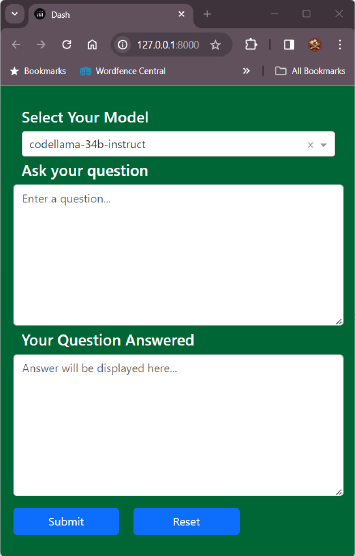 Dash
127.0.0.1:8000
Bookmarks Wordfence Central » All Bookmarks
Select Your Model
codellama-34b-instruct
Ask your question
Enter a question...
Your Question Answered
Answer will be displayed here...
Submit Reset